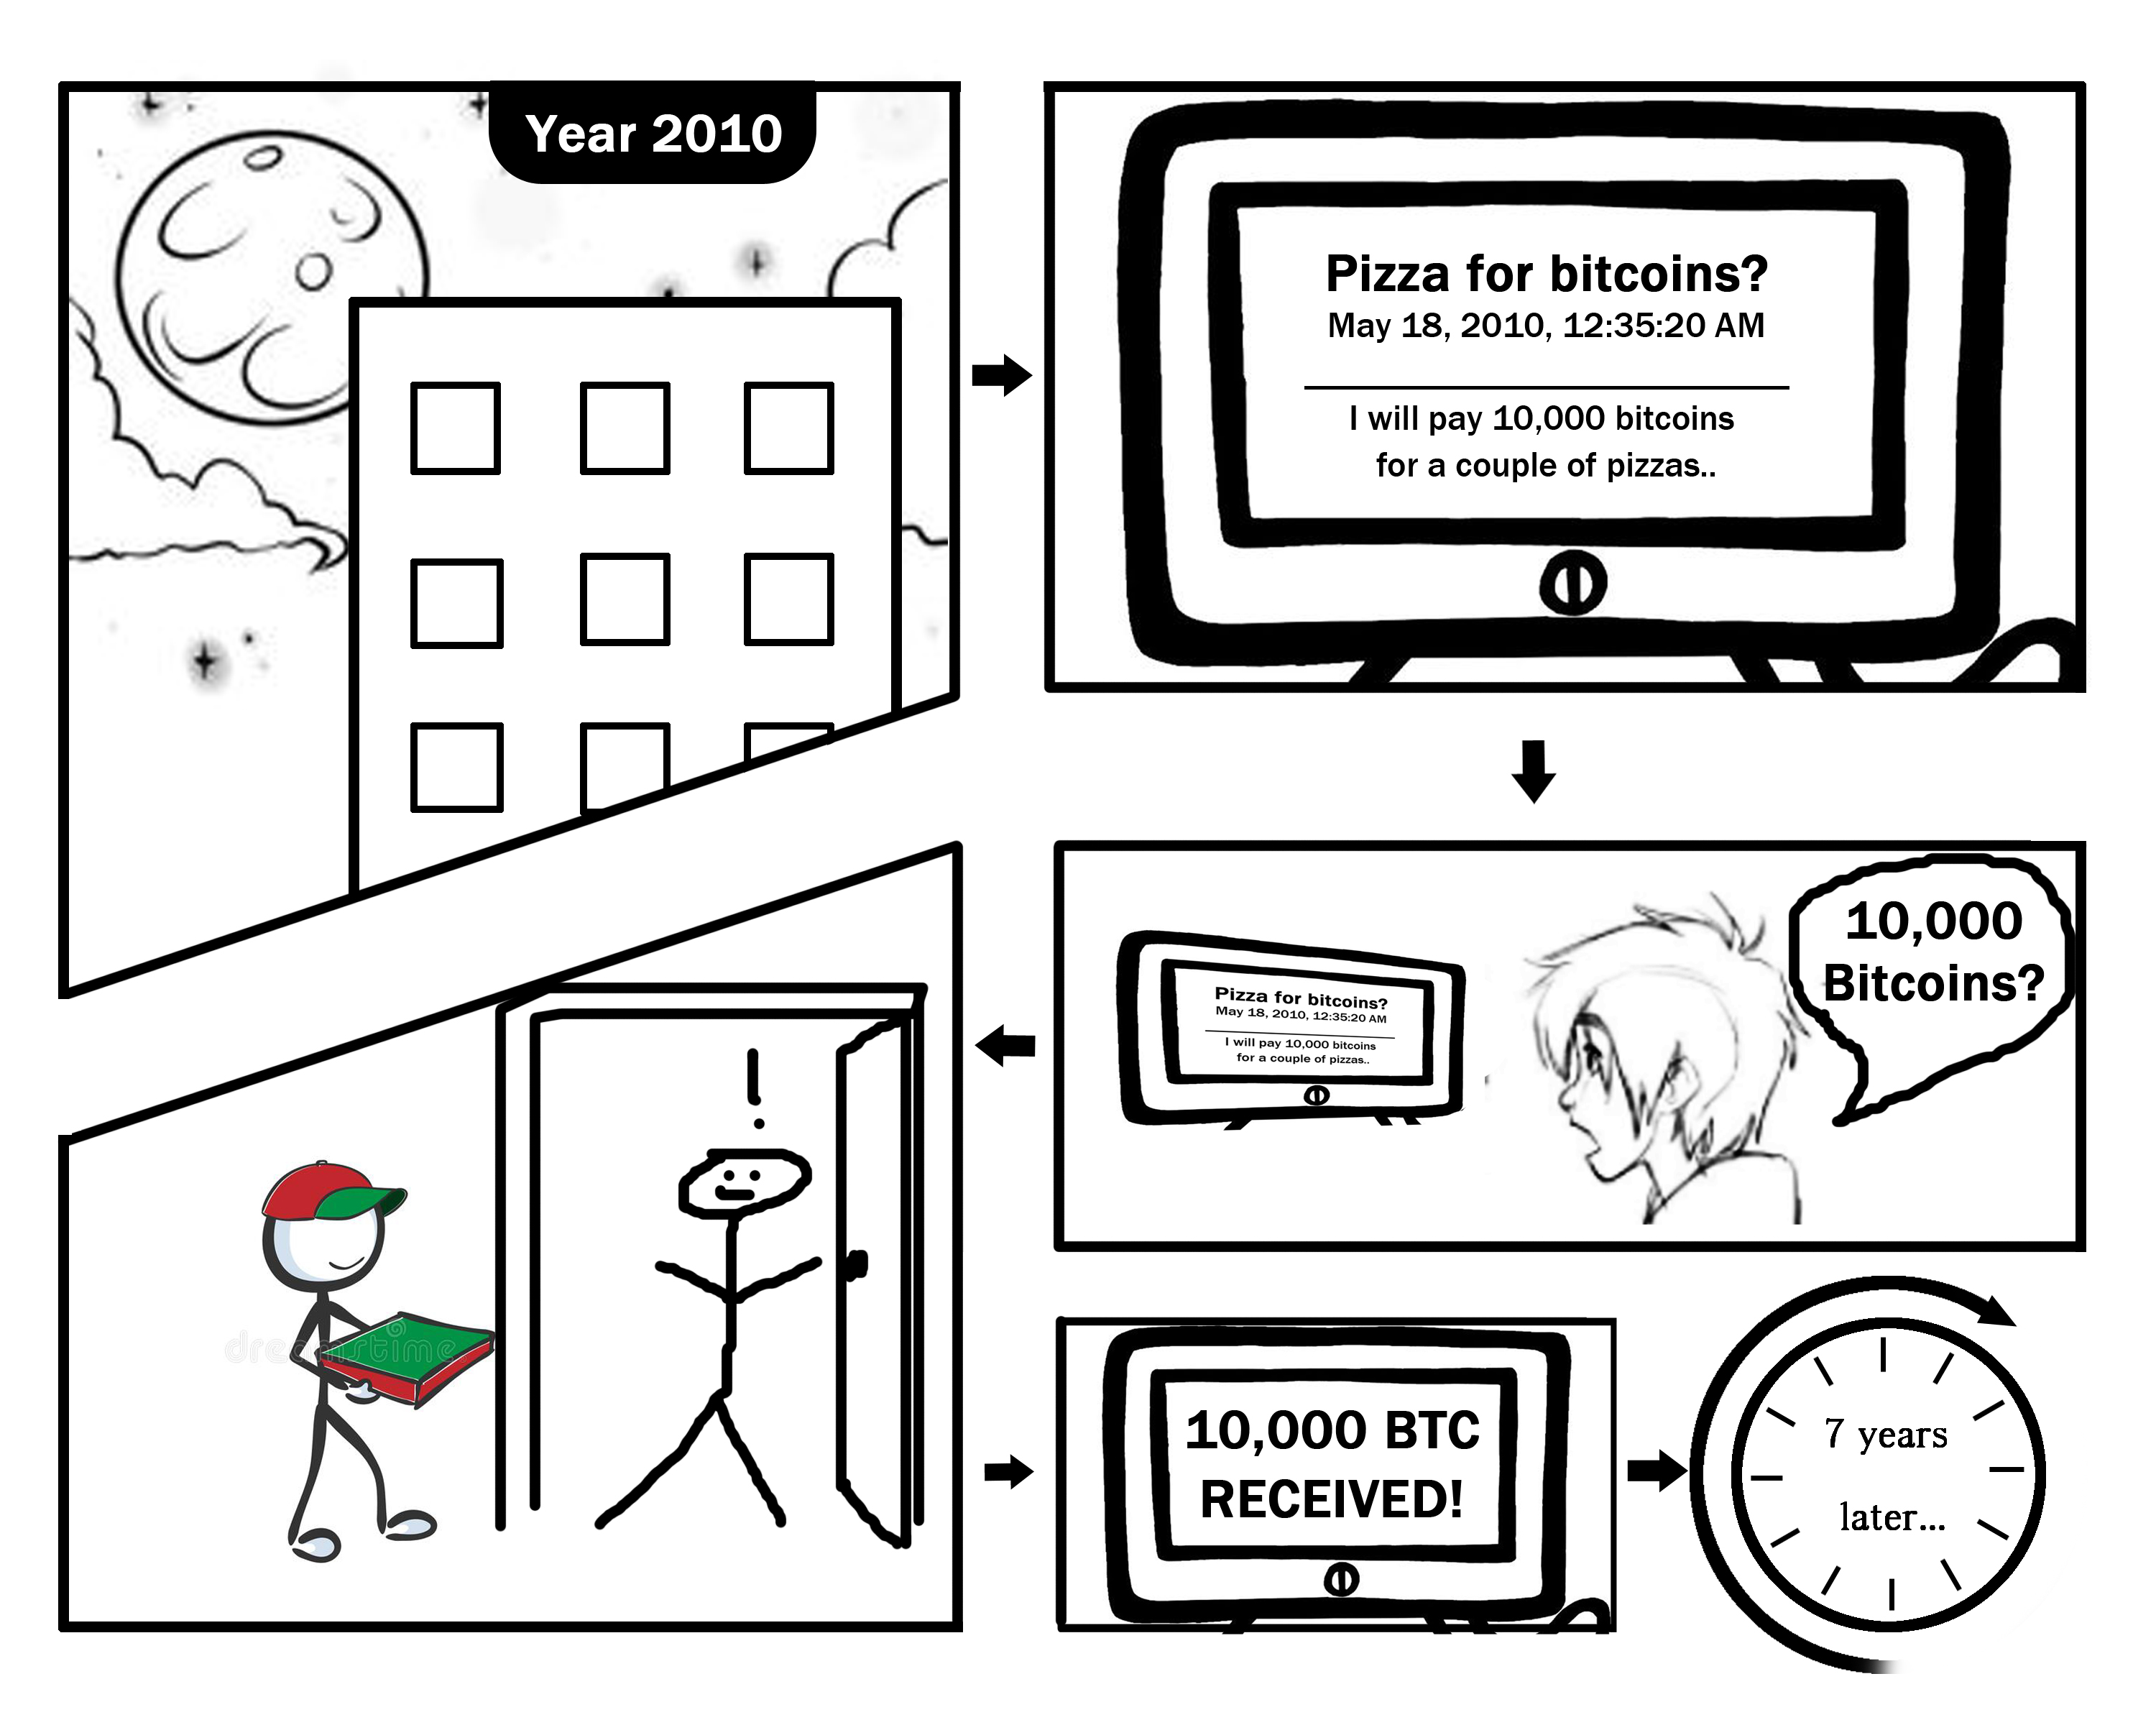 Year 2010
Pizza for bitcoins?
May 18, 2010, 12:35:20 AM
I will pay 10,000 bitcoins
for a couple of pizzas..
Pizza for bitcoins?
May 18, 2010, 12:35:20 AM
I will pay 10,000 bitcoins
for a couple of pizzas..
10,000
Bitcoins?
!
dreamstime
10,000 BTC
RECEIVED!
7 years
later...